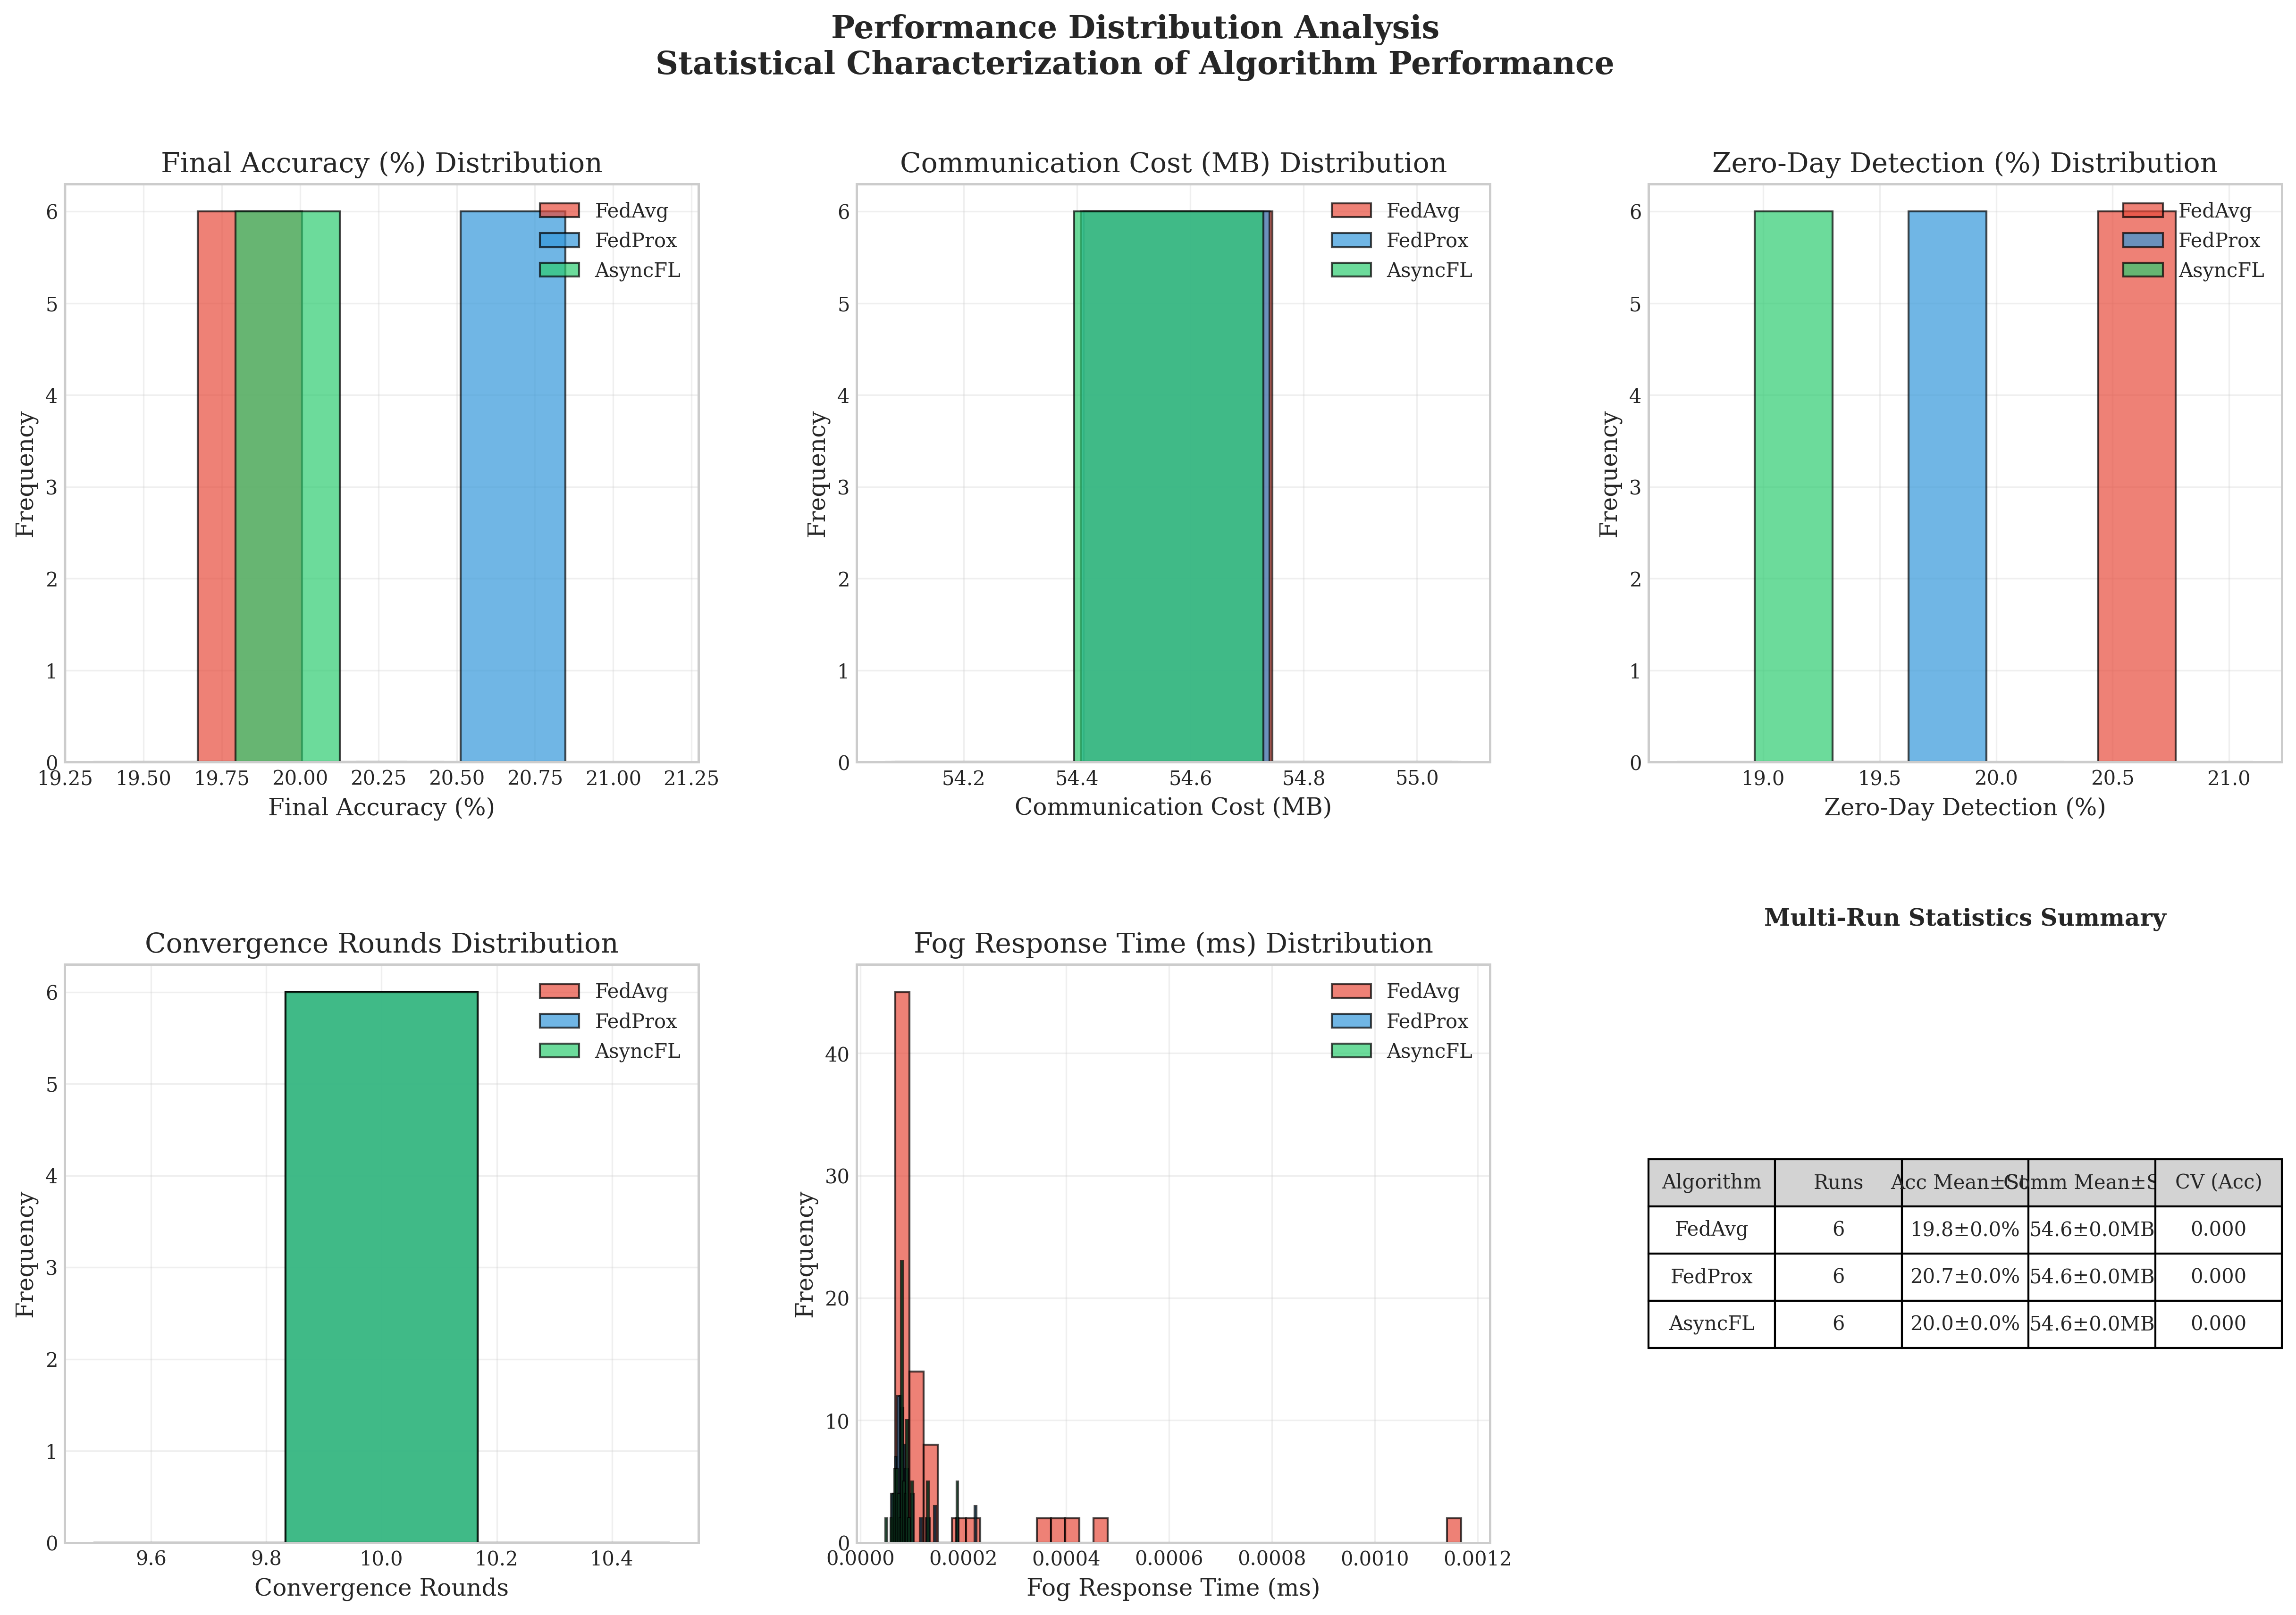 Performance Distribution Analysis
Statistical Characterization of Algorithm Performance
Final Accuracy (%) Distribution
Frequency
6
5
4
3
2
1
0
FedAvg
FedProx
AsyncFL
19.25 19.50 19.75 20.00 20.25 20.50 20.75 21.00 21.25
Final Accuracy (%)
Communication Cost (MB) Distribution
Frequency
6
5
4
3
2
1
0
FedAvg
FedProx
AsyncFL
54.2 54.4 54.6 54.8 55.0
Communication Cost (MB)
Zero-Day Detection (%) Distribution
Frequency
6
5
4
3
2
1
0
FedAvg
FedProx
AsyncFL
19.0 19.5 20.0 20.5 21.0
Zero-Day Detection (%)
Convergence Rounds Distribution
Frequency
6
5
4
3
2
1
0
FedAvg
FedProx
AsyncFL
9.6 9.8 10.0 10.2 10.4
Convergence Rounds
Fog Response Time (ms) Distribution
Frequency
40
30
20
10
0
FedAvg
FedProx
AsyncFL
0.0000 0.0002 0.0004 0.0006 0.0008 0.0010 0.0012
Fog Response Time (ms)
Multi-Run Statistics Summary
Algorithm Runs Acc Mean± Mean± CV (Acc)
FedAvg 6 19.8±0.0% 54.6±0.0MB 0.000
FedProx 6 20.7±0.0% 54.6±0.0MB 0.000
AsyncFL 6 20.0±0.0% 54.6±0.0MB 0.000